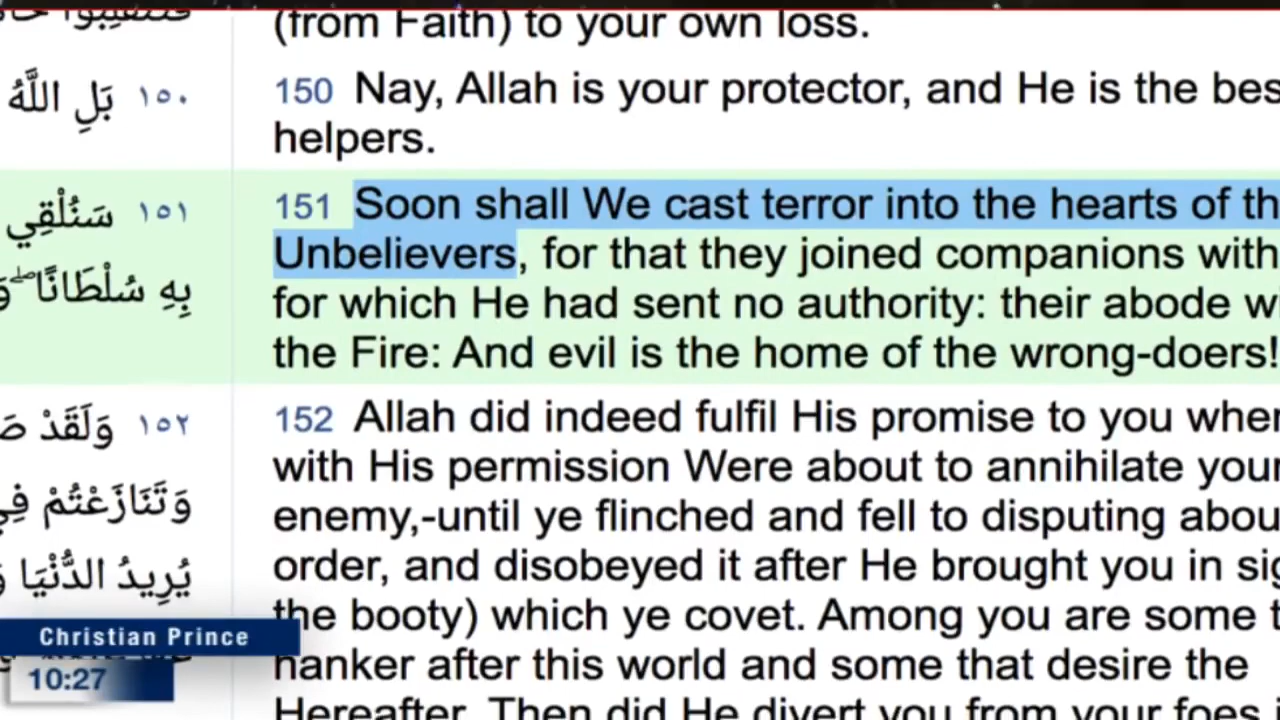 (from Faith) to your own loss.
بَلِ اللَّهُ ١٥٠
150 Nay, Allah is your protector, and He is the bes
helpers.
سَنُلْقِي ١٥١
151 Soon shall We cast terror into the hearts of th
Unbelievers, for that they joined companions with
بِهِ سُلْطَانًا ۖ
for which He had sent no authority: their abode wi
the Fire: And evil is the home of the wrong-doers!
وَلَقَدْ ١٥٢
152 Allah did indeed fulfil His promise to you when
with His permission Were about to annihilate your
وَتَنَازَعْتُمْ فِي
enemy,-until ye flinched and fell to disputing abou
order, and disobeyed it after He brought you in sig
يُرِيدُ الدُّنْيَا
the booty) which ye covet. Among you are some t
Christian Prince
hanker after this world and some that desire the
10:27
Hereafter. Then did He divert you from your foes i